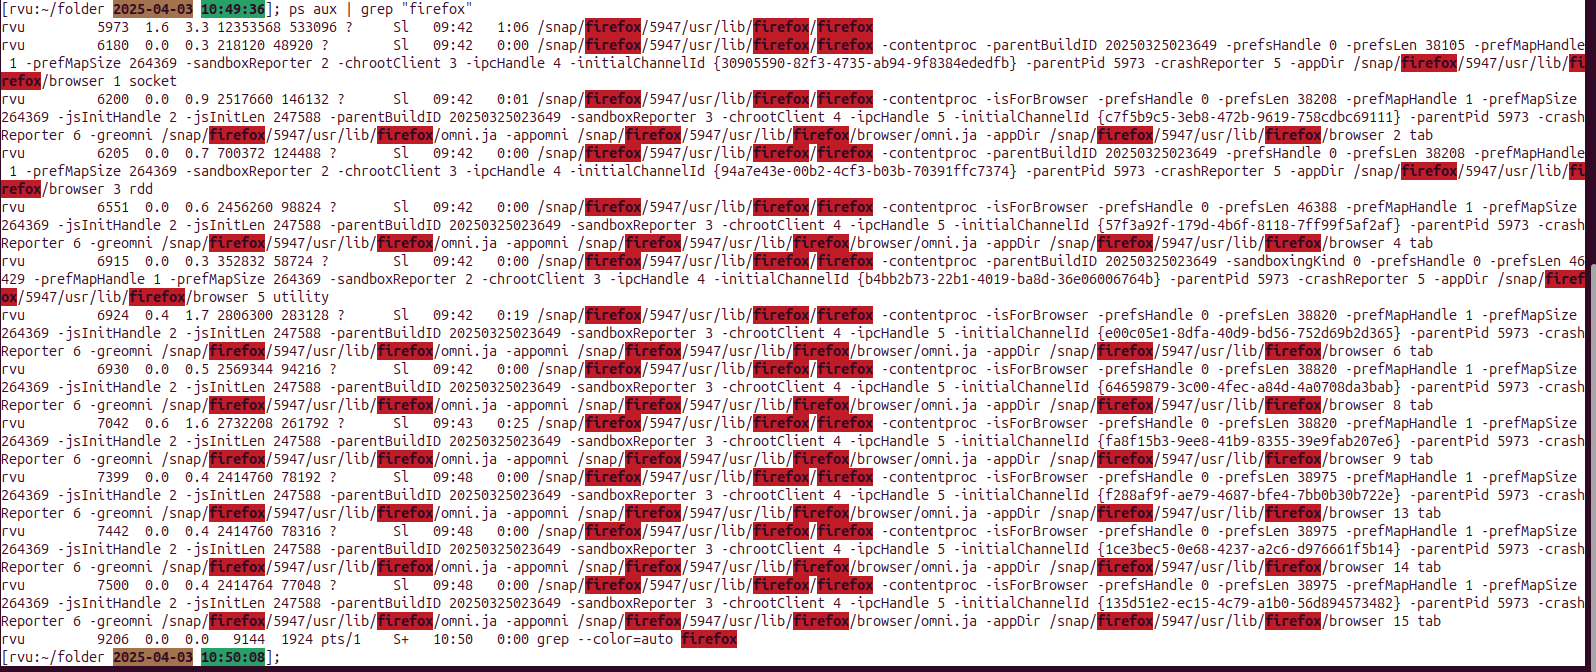 [rvu:~/folder 2025-04-03 10:49:36]; ps aux | grep "firefox"
rvu         5973  1.6  3.3 12353568 533096 ?     Sl   09:42   1:06 /snap/firefox/5947/usr/lib/firefox/firefox
rvu         6180  0.0  0.3 218120 48920 ?        Sl   09:42   0:00 /snap/firefox/5947/usr/lib/firefox/firefox -contentproc -parentBuildID 20250325023649 -prefsHandle 0 -prefsLen 38105 -prefMapHandle
 1 -prefMapSize 264369 -sandboxReporter 2 -chrootClient 3 -ipcHandle 4 -initialChannelId {30905590-82f3-4735-ab94-9f8384ededfb} -parentPid 5973 -crashReporter 5 -appDir /snap/firefox/5947/usr/lib/fi
refox/browser 1 socket
rvu         6200  0.0  0.9 2517660 146132 ?      Sl   09:42   0:01 /snap/firefox/5947/usr/lib/firefox/firefox -contentproc -isForBrowser -prefsHandle 0 -prefsLen 38208 -prefMapHandle 1 -prefMapSize
264369 -jsInitHandle 2 -jsInitLen 247588 -parentBuildID 20250325023649 -sandboxReporter 3 -chrootClient 4 -ipcHandle 5 -initialChannelId {c7f5b9c5-3eb8-472b-9619-758cdbc69111} -parentPid 5973 -crash
Reporter 6 -greomni /snap/firefox/5947/usr/lib/firefox/omni.ja -appomni /snap/firefox/5947/usr/lib/firefox/browser/omni.ja -appDir /snap/firefox/5947/usr/lib/firefox/browser 2 tab
rvu         6205  0.0  0.7 700372 124488 ?       Sl   09:42   0:00 /snap/firefox/5947/usr/lib/firefox/firefox -contentproc -parentBuildID 20250325023649 -prefsHandle 0 -prefsLen 38208 -prefMapHandle
 1 -prefMapSize 264369 -sandboxReporter 2 -chrootClient 3 -ipcHandle 4 -initialChannelId {94a7e43e-00b2-4cf3-b03b-70391ffc7374} -parentPid 5973 -crashReporter 5 -appDir /snap/firefox/5947/usr/lib/fi
refox/browser 3 rdd
rvu         6551  0.0  0.6 2456260 98824 ?       Sl   09:42   0:00 /snap/firefox/5947/usr/lib/firefox/firefox -contentproc -isForBrowser -prefsHandle 0 -prefsLen 46388 -prefMapHandle 1 -prefMapSize
264369 -jsInitHandle 2 -jsInitLen 247588 -parentBuildID 20250325023649 -sandboxReporter 3 -chrootClient 4 -ipcHandle 5 -initialChannelId {57f3a92f-179d-4b6f-8118-7ff99f5af2af} -parentPid 5973 -crash
Reporter 6 -greomni /snap/firefox/5947/usr/lib/firefox/omni.ja -appomni /snap/firefox/5947/usr/lib/firefox/browser/omni.ja -appDir /snap/firefox/5947/usr/lib/firefox/browser 4 tab
rvu         6915  0.0  0.3 352832 58724 ?        Sl   09:42   0:00 /snap/firefox/5947/usr/lib/firefox/firefox -contentproc -parentBuildID 20250325023649 -sandboxingKind 0 -prefsHandle 0 -prefsLen 46
429 -prefMapHandle 1 -prefMapSize 264369 -sandboxReporter 2 -chrootClient 3 -ipcHandle 4 -initialChannelId {b4b2b73-22b1-4019-ba8d-36e06006764b} -parentPid 5973 -crashReporter 5 -appDir /snap/firef
ox/5947/usr/lib/firefox/browser 5 utility
rvu         6924  0.4  1.7 2806300 283128 ?      Sl   09:42   0:19 /snap/firefox/5947/usr/lib/firefox/firefox -contentproc -isForBrowser -prefsHandle 0 -prefsLen 38820 -prefMapHandle 1 -prefMapSize
264369 -jsInitHandle 2 -jsInitLen 247588 -parentBuildID 20250325023649 -sandboxReporter 3 -chrootClient 4 -ipcHandle 5 -initialChannelId {e00c05e1-8dfa-40d9-bd56-752d69b2d365} -parentPid 5973 -crash
Reporter 6 -greomni /snap/firefox/5947/usr/lib/firefox/omni.ja -appomni /snap/firefox/5947/usr/lib/firefox/browser/omni.ja -appDir /snap/firefox/5947/usr/lib/firefox/browser 6 tab
rvu         6930  0.0  0.5 2569344 94216 ?       Sl   09:42   0:00 /snap/firefox/5947/usr/lib/firefox/firefox -contentproc -isForBrowser -prefsHandle 0 -prefsLen 38820 -prefMapHandle 1 -prefMapSize
264369 -jsInitHandle 2 -jsInitLen 247588 -parentBuildID 20250325023649 -sandboxReporter 3 -chrootClient 4 -ipcHandle 5 -initialChannelId {64659879-3c00-4fec-a84d-4a0708da3bab} -parentPid 5973 -crash
Reporter 6 -greomni /snap/firefox/5947/usr/lib/firefox/omni.ja -appomni /snap/firefox/5947/usr/lib/firefox/browser/omni.ja -appDir /snap/firefox/5947/usr/lib/firefox/browser 8 tab
rvu         7042  0.6  1.6 2732208 261792 ?      Sl   09:43   0:25 /snap/firefox/5947/usr/lib/firefox/firefox -contentproc -isForBrowser -prefsHandle 0 -prefsLen 38820 -prefMapHandle 1 -prefMapSize
264369 -jsInitHandle 2 -jsInitLen 247588 -parentBuildID 20250325023649 -sandboxReporter 3 -chrootClient 4 -ipcHandle 5 -initialChannelId {fa8f15b3-9ee8-41b9-8355-39e9fab207e6} -parentPid 5973 -crash
Reporter 6 -greomni /snap/firefox/5947/usr/lib/firefox/omni.ja -appomni /snap/firefox/5947/usr/lib/firefox/browser/omni.ja -appDir /snap/firefox/5947/usr/lib/firefox/browser 9 tab
rvu         7399  0.0  0.4 2414760 78192 ?       Sl   09:48   0:00 /snap/firefox/5947/usr/lib/firefox/firefox -contentproc -isForBrowser -prefsHandle 0 -prefsLen 38975 -prefMapHandle 1 -prefMapSize
264369 -jsInitHandle 2 -jsInitLen 247588 -parentBuildID 20250325023649 -sandboxReporter 3 -chrootClient 4 -ipcHandle 5 -initialChannelId {f288af9f-ae79-4687-bfe4-7bb0b30b722e} -parentPid 5973 -crash
Reporter 6 -greomni /snap/firefox/5947/usr/lib/firefox/omni.ja -appomni /snap/firefox/5947/usr/lib/firefox/browser/omni.ja -appDir /snap/firefox/5947/usr/lib/firefox/browser 13 tab
rvu         7442  0.0  0.4 2414760 78316 ?       Sl   09:48   0:00 /snap/firefox/5947/usr/lib/firefox/firefox -contentproc -isForBrowser -prefsHandle 0 -prefsLen 38975 -prefMapHandle 1 -prefMapSize
264369 -jsInitHandle 2 -jsInitLen 247588 -parentBuildID 20250325023649 -sandboxReporter 3 -chrootClient 4 -ipcHandle 5 -initialChannelId {1ce3bec5-0e68-4237-a2c6-d976661f5b14} -parentPid 5973 -crash
Reporter 6 -greomni /snap/firefox/5947/usr/lib/firefox/omni.ja -appomni /snap/firefox/5947/usr/lib/firefox/browser/omni.ja -appDir /snap/firefox/5947/usr/lib/firefox/browser 14 tab
rvu         7500  0.0  0.4 2414764 77048 ?       Sl   09:48   0:00 /snap/firefox/5947/usr/lib/firefox/firefox -contentproc -isForBrowser -prefsHandle 0 -prefsLen 38975 -prefMapHandle 1 -prefMapSize
264369 -jsInitHandle 2 -jsInitLen 247588 -parentBuildID 20250325023649 -sandboxReporter 3 -chrootClient 4 -ipcHandle 5 -initialChannelId {135d51e2-ec15-4c79-a1b0-56d894573482} -parentPid 5973 -crash
Reporter 6 -greomni /snap/firefox/5947/usr/lib/firefox/omni.ja -appomni /snap/firefox/5947/usr/lib/firefox/browser/omni.ja -appDir /snap/firefox/5947/usr/lib/firefox/browser 15 tab
rvu         9206  0.0  0.0   9144  1924 pts/1    S+   10:50   0:00 grep --color=auto firefox
[rvu:~/folder 2025-04-03 10:50:08];